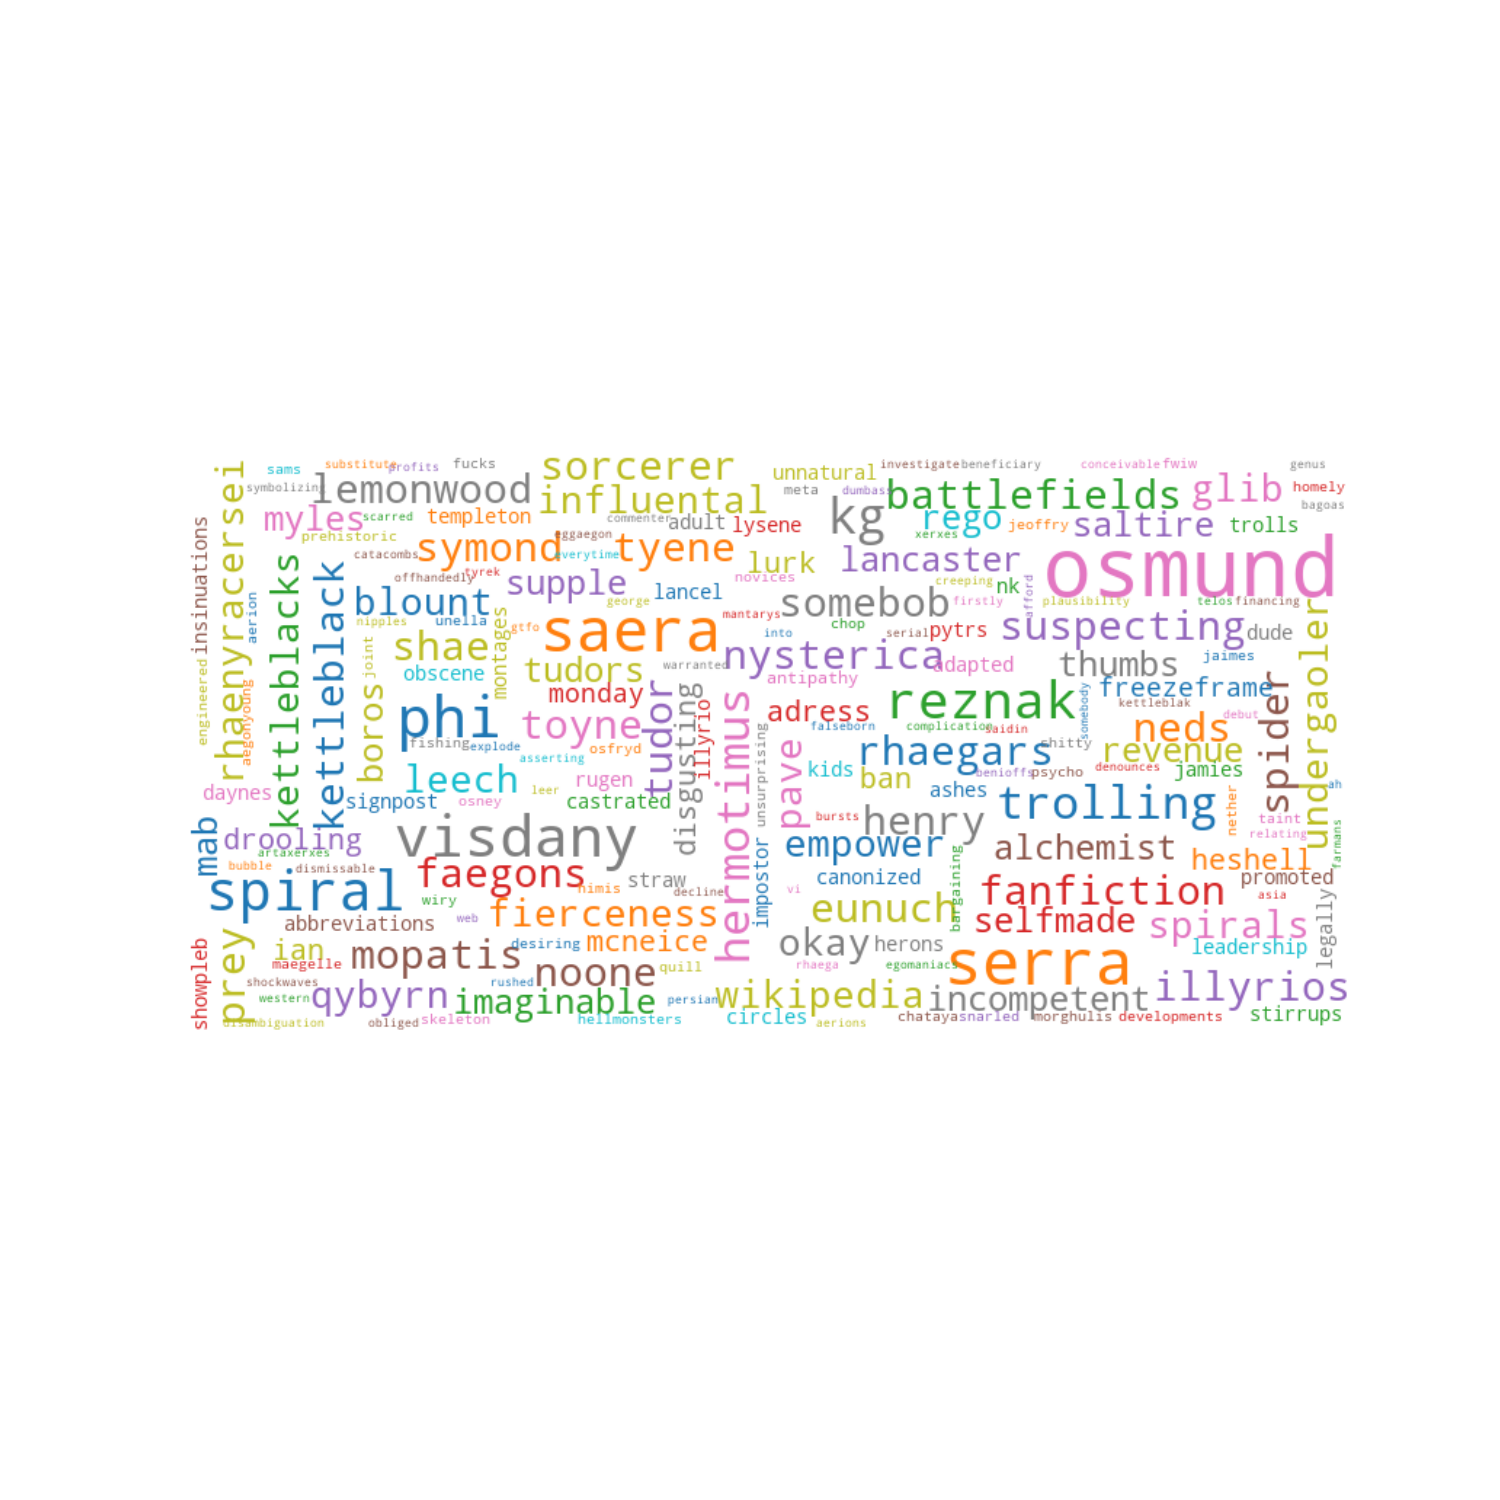 sorcerer
substitute
profits
fucks
sams
unnatural
investigate
beneficiary
conceivable
fwiw
genus
symbolizing
lemonwood
influental
meta
dumbass
battlefields
glib
homely
bagoas
myles
scarred
templeton
commenter
adult
lysene
kg
rego
jeoffry
saltire
trolls
prehistoric
eggaegon
xerxes
catacombs
symond
everytime
tyene
lurk
lancaster
osmund
offhandedly
tyrek
supple
lancel
novices
creeping
nk
afford
blount
george
somebob
firstly
plausibility
telos
financing
nipples
unella
gtfo
saera
mantarys
chop
serial
pytrs
suspecting
dude
into
shae
tudors
warranted
nysterica
adapted
thumbs
jaimes
obscene
montages
joint
monday
antipathy
freezeframe
reznak
kettleblak
phi
toyne
adress
falseborn
complication
saidin
somebody
neds
debut
fishing
explode
osfryd
rhaegars
shitty
revenue
asserting
leech
rugen
kids
ban
benioffs
psycho
denounces
jamies
spider
daynes
signpost
osney
leer
castrated
ashes
trolling
ah
undergaoler
insinuations
rhaenyracersei
aerion
kettleblacks
kettleblack
engineered
aegonyoung
boros
tudor
disgusting
illyrio
hermotimus
unsurprising
pave
mab
drooling
visdany
bursts
henry
nether
taint
relating
farmans
artaxerxes
bubble
dismissable
faegons
empower
alchemist
heshell
spiral
himis
straw
decline
impostor
vi
canonized
bargaining
fanfiction
promoted
asia
wiry
abbreviations
web
fierceness
eunuch
selfmade
spirals
legally
prey
ian
mopatis
desiring
mcneice
okay
herons
leadership
showpleb
maegelle
noone
quill
rhaega
egomaniacs
serra
shockwaves
rushed
western
qybyrn
imaginable
persian
wikipedia
incompetent
illyrios
disambiguation
obliged
skeleton
hellmonsters
circles
aerions
chataya
snarled
morghulis
developments
stirrups